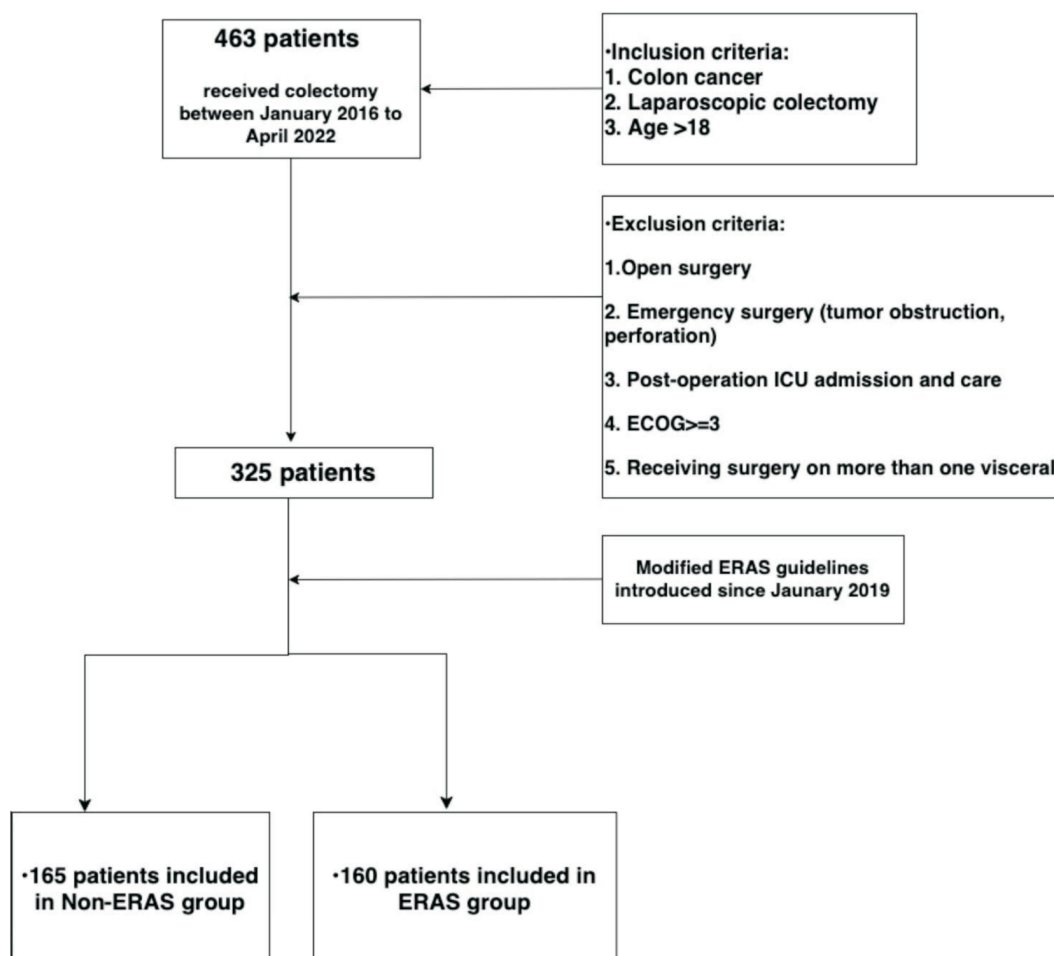 463 patients
received colectomy
between January 2016 to
April 2022
·Inclusion criteria:
1. Colon cancer
2. Laparoscopic colectomy
3. Age >18
·Exclusion criteria:
1.Open surgery
2. Emergency surgery (tumor obstruction,
perforation)
3. Post-operation ICU admission and care
4. ECOG>=3
5. Receiving surgery on more than one visceral
325 patients
Modified ERAS guidelines
introduced since Jaunary 2019
·165 patients included
in Non-ERAS group
·160 patients included in
ERAS group